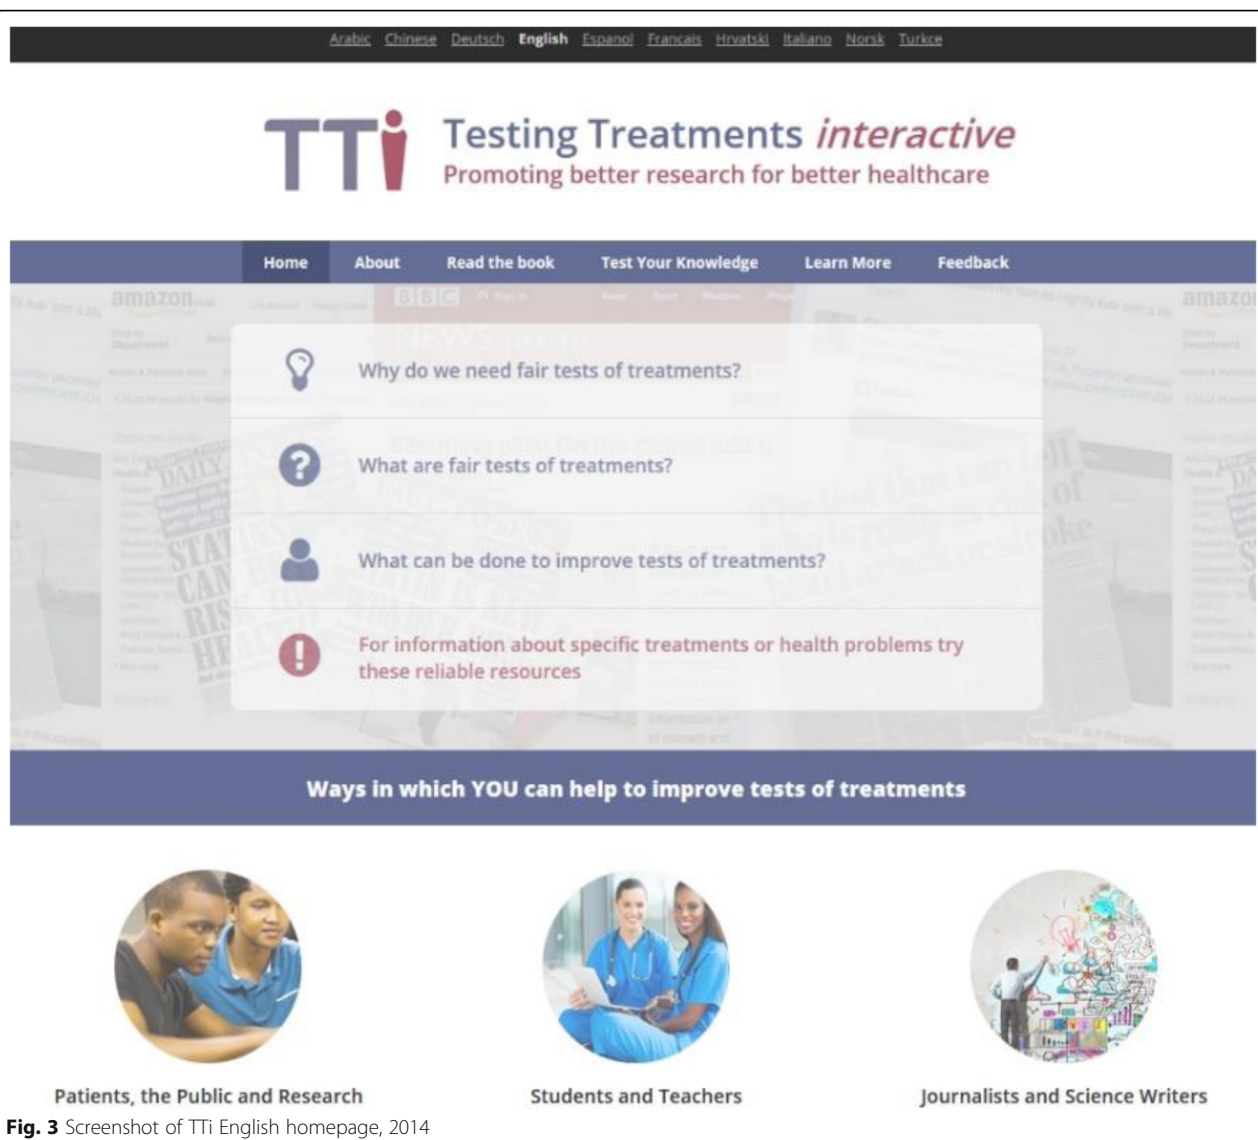 Arabic Chinese Deutsch English Espanol Francais Hrvatski Italiano Norsk Turkce
TTi
Testing Treatments interactive
Promoting better research for better healthcare
Home About Read the book Test Your Knowledge Learn More Feedback
amazon
BBC
NEWS HEALTH
amazo
Why do we need fair tests of treatments?
What are fair tests of treatments?
What can be done to improve tests of treatments?
For information about specific treatments or health problems try
these reliable resources
Ways in which YOU can help to improve tests of treatments
Patients, the Public and Research
Students and Teachers
Journalists and Science Writers
Fig. 3 Screenshot of TTi English homepage, 2014